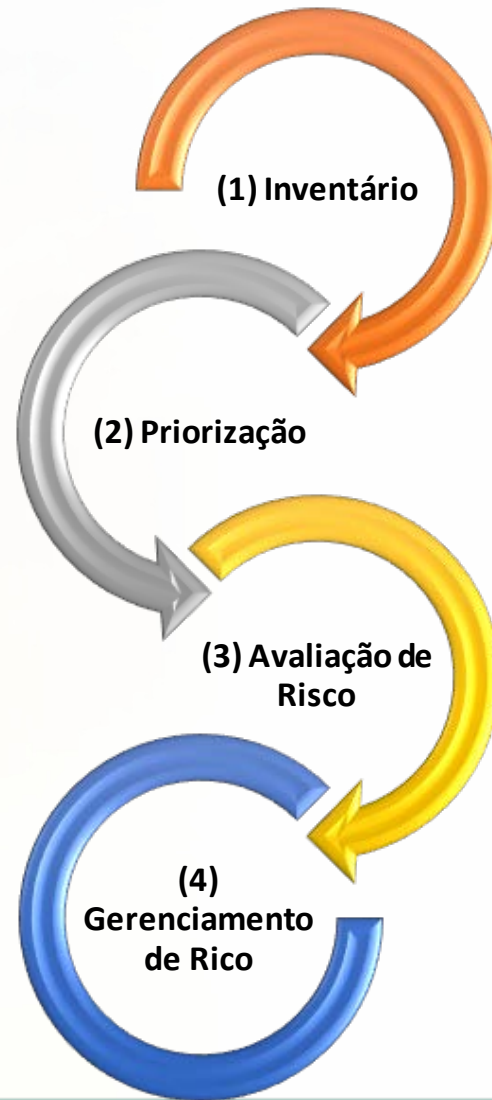 (1) Inventário
(2) Priorização
(3) Avaliação de
Risco
(4)
Gerenciamento
de Rico